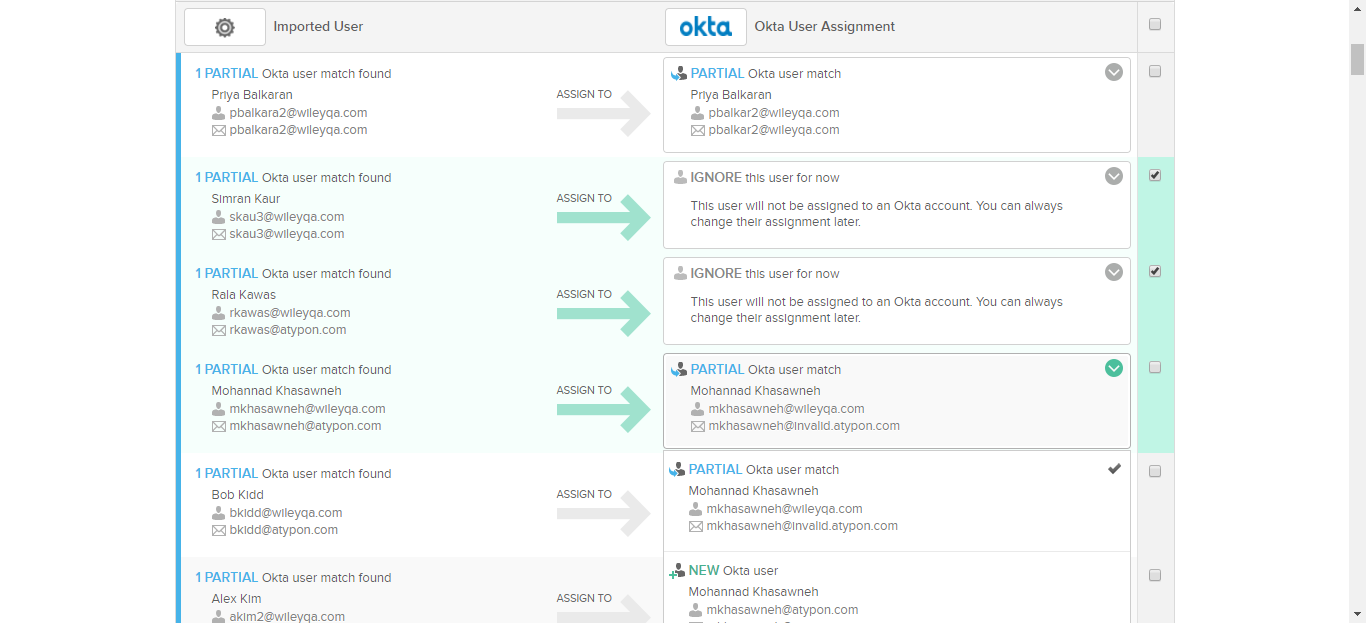 Imported User
okta Okta User Assignment
1 PARTIAL Okta user match found
Priya Balkaran
pbalkara2@wileyqa.com
pbalkara2@wileyqa.com
ASSIGN TO
PARTIAL Okta user match
Priya Balkaran
pbalkar2@wileyqa.com
pbalkar2@wileyqa.com
1 PARTIAL Okta user match found
Simran Kaur
skau3@wileyqa.com
skau3@wileyqa.com
ASSIGN TO
IGNORE this user for now
This user will not be assigned to an Okta account. You can always
change their assignment later.
1 PARTIAL Okta user match found
Rala Kawas
rkawas@wileyqa.com
rkawas@atypon.com
ASSIGN TO
IGNORE this user for now
This user will not be assigned to an Okta account. You can always
change their assignment later.
1 PARTIAL Okta user match found
Mohannad Khasawneh
mkhasawneh@wileyqa.com
mkhasawneh@atypon.com
ASSIGN TO
PARTIAL Okta user match
Mohannad Khasawneh
mkhasawneh@wileyqa.com
mkhasawneh@invalid.atypon.com
1 PARTIAL Okta user match found
Bob Kidd
bkidd@wileyqa.com
bkidd@atypon.com
ASSIGN TO
PARTIAL Okta user match
Mohannad Khasawneh
mkhasawneh@wileyqa.com
mkhasawneh@invalid.atypon.com
1 PARTIAL Okta user match found
Alex Kim
akim2@wileyqa.com
ASSIGN TO
NEW Okta user
Mohannad Khasawneh
mkhasawneh@atypon.com